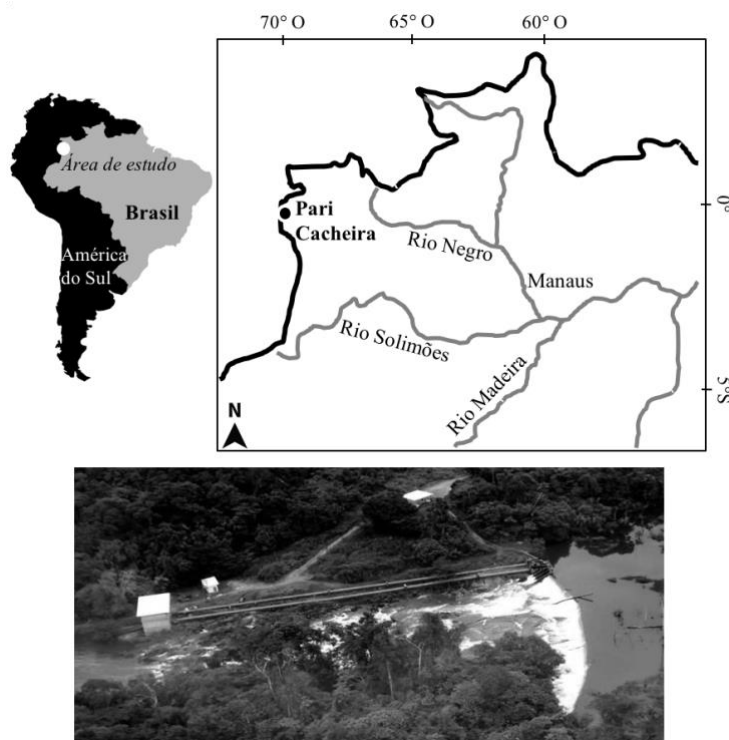 70° O
65° O
60° O
Área de estudo
Brasil
América
do Sul
Pari
Cacheira
Rio Negro
Manaus
Rio Solimões
Rio Madeira
0°
5°S
N